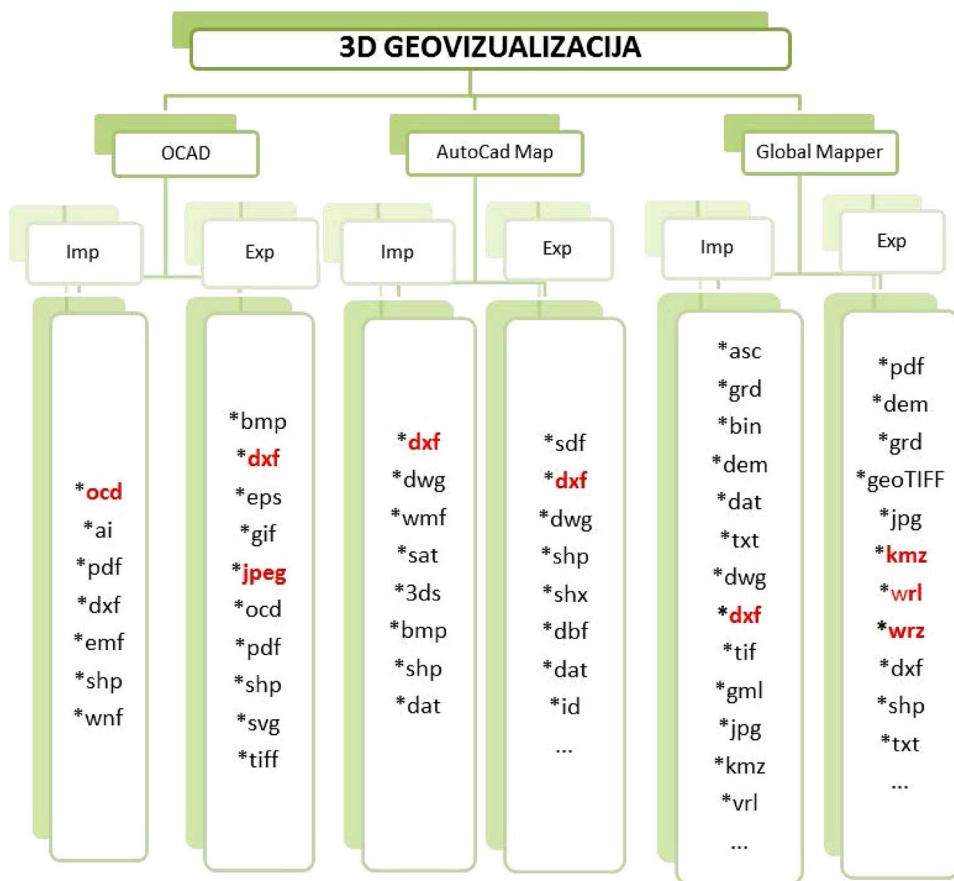 3D GEOVIZUALIZACIJA
OCAD
AutoCad Map
Global Mapper
Imp
Exp
Imp
Exp
Imp
Exp
*ocd
*ai
*pdf
*dxf
*emf
*shp
*wnf
*bmp
*dxf
*eps
*gif
*jpeg
*ocd
*pdf
*shp
*svg
*tiff
*dxf
*dwg
*wmf
*sat
*3ds
*bmp
*shp
*dat
*sdf
*dxf
*dwg
*shp
*shx
*dbf
*dat
*id
...
*asc
*grd
*bin
*dem
*dat
*txt
*dwg
*dxf
*tif
*gml
*jpg
*kmz
*vrl
...
*pdf
*dem
*grd
*geoTIFF
*jpg
*kmz
*wrl
*wrz
*dxf
*shp
*txt
...